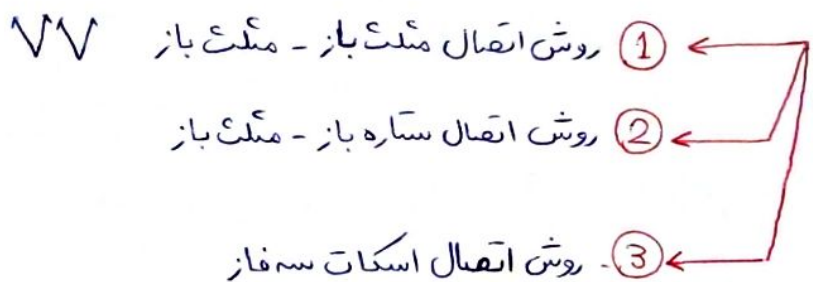 ① روش اتصال مثلث باز - مثلث باز VV
② روش اتصال ستاره باز - مثلث باز
③ روش اتصال اسکات سه فاز